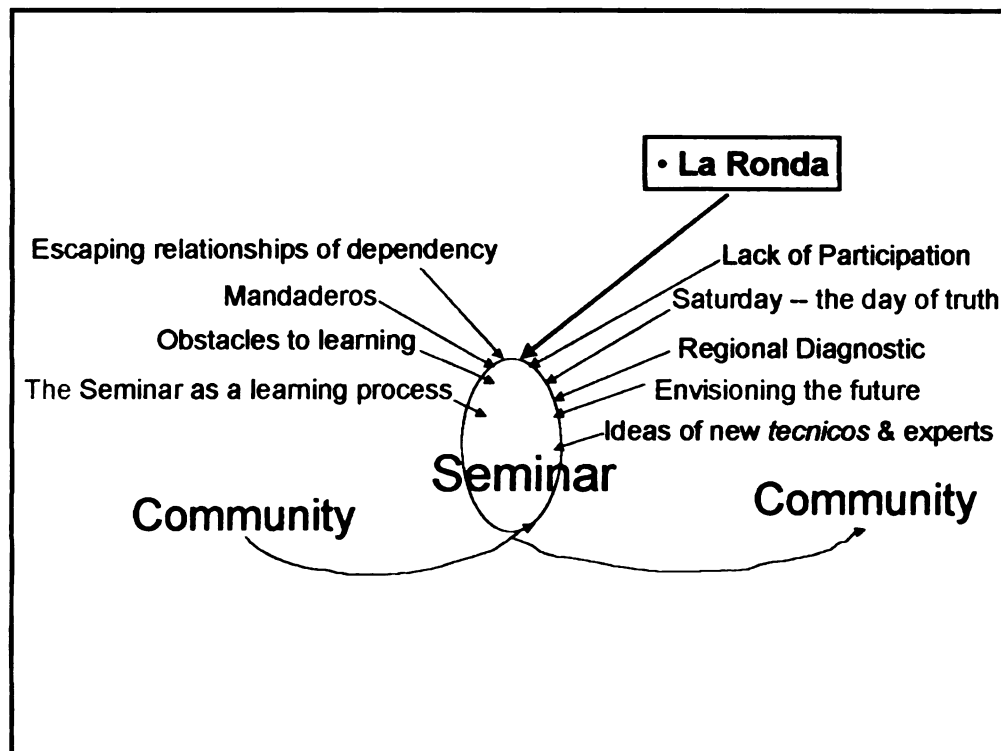 • La Ronda
Escaping relationships of dependency
Mandaderos
Obstacles to learning
The Seminar as a learning process
Lack of Participation
Saturday – the day of truth
Regional Diagnostic
Envisioning the future
Ideas of new tecnicos & experts
Seminar
Community
Community